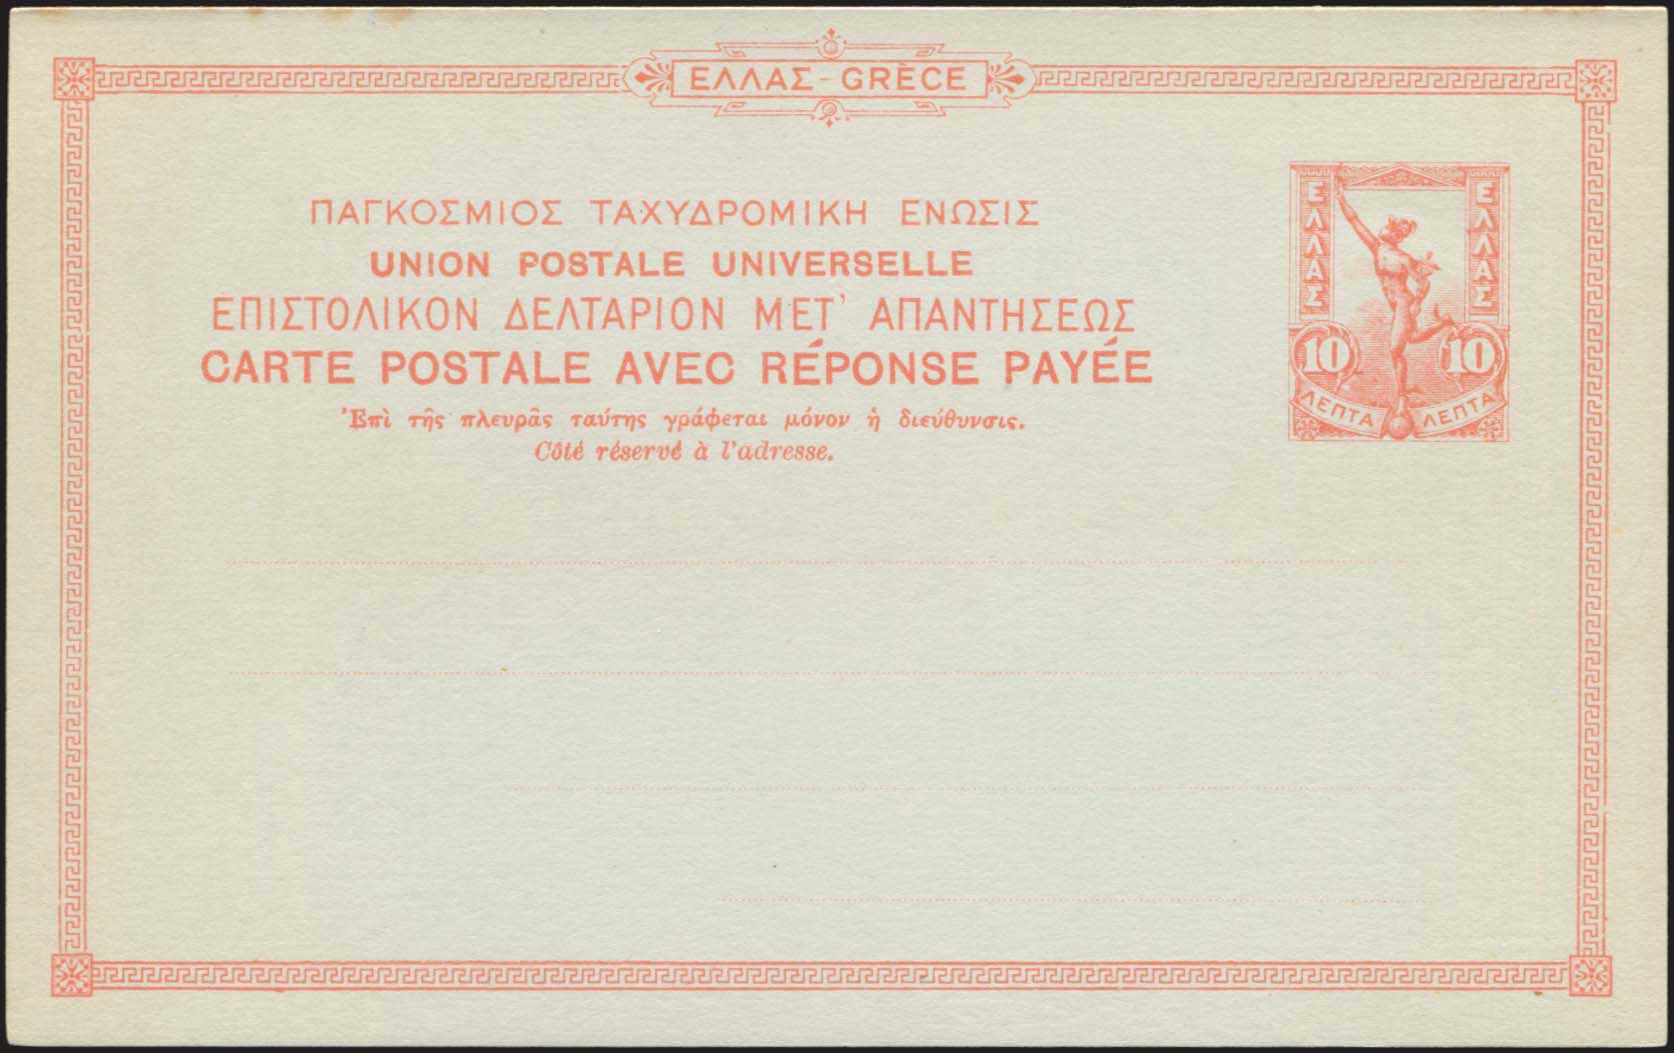 ΕΛΛΑΣ - GRÈCE
ΠΑΓΚΟΣΜΙΟΣ ΤΑΧΥΔΡΟΜΙΚΗ ΕΝΩΣΙΣ
UNION POSTALE UNIVERSELLE
ΕΠΙΣΤΟΛΙΚΟΝ ΔΕΛΤΑΡΙΟΝ ΜΕΤ' ΑΠΑΝΤΗΣΕΩΣ
CARTE POSTALE AVEC RÉPONSE PAYÉE
Ἐπὶ τῆς πλευρᾶς ταύτης γράφεται μόνον ἡ διεύθυνσις.
Côté réservé à l'adresse.
ΕΛΛΑΣ ΕΛΛΑΣ
10 10
ΛΕΠΤΑ ΛΕΠΤΑ